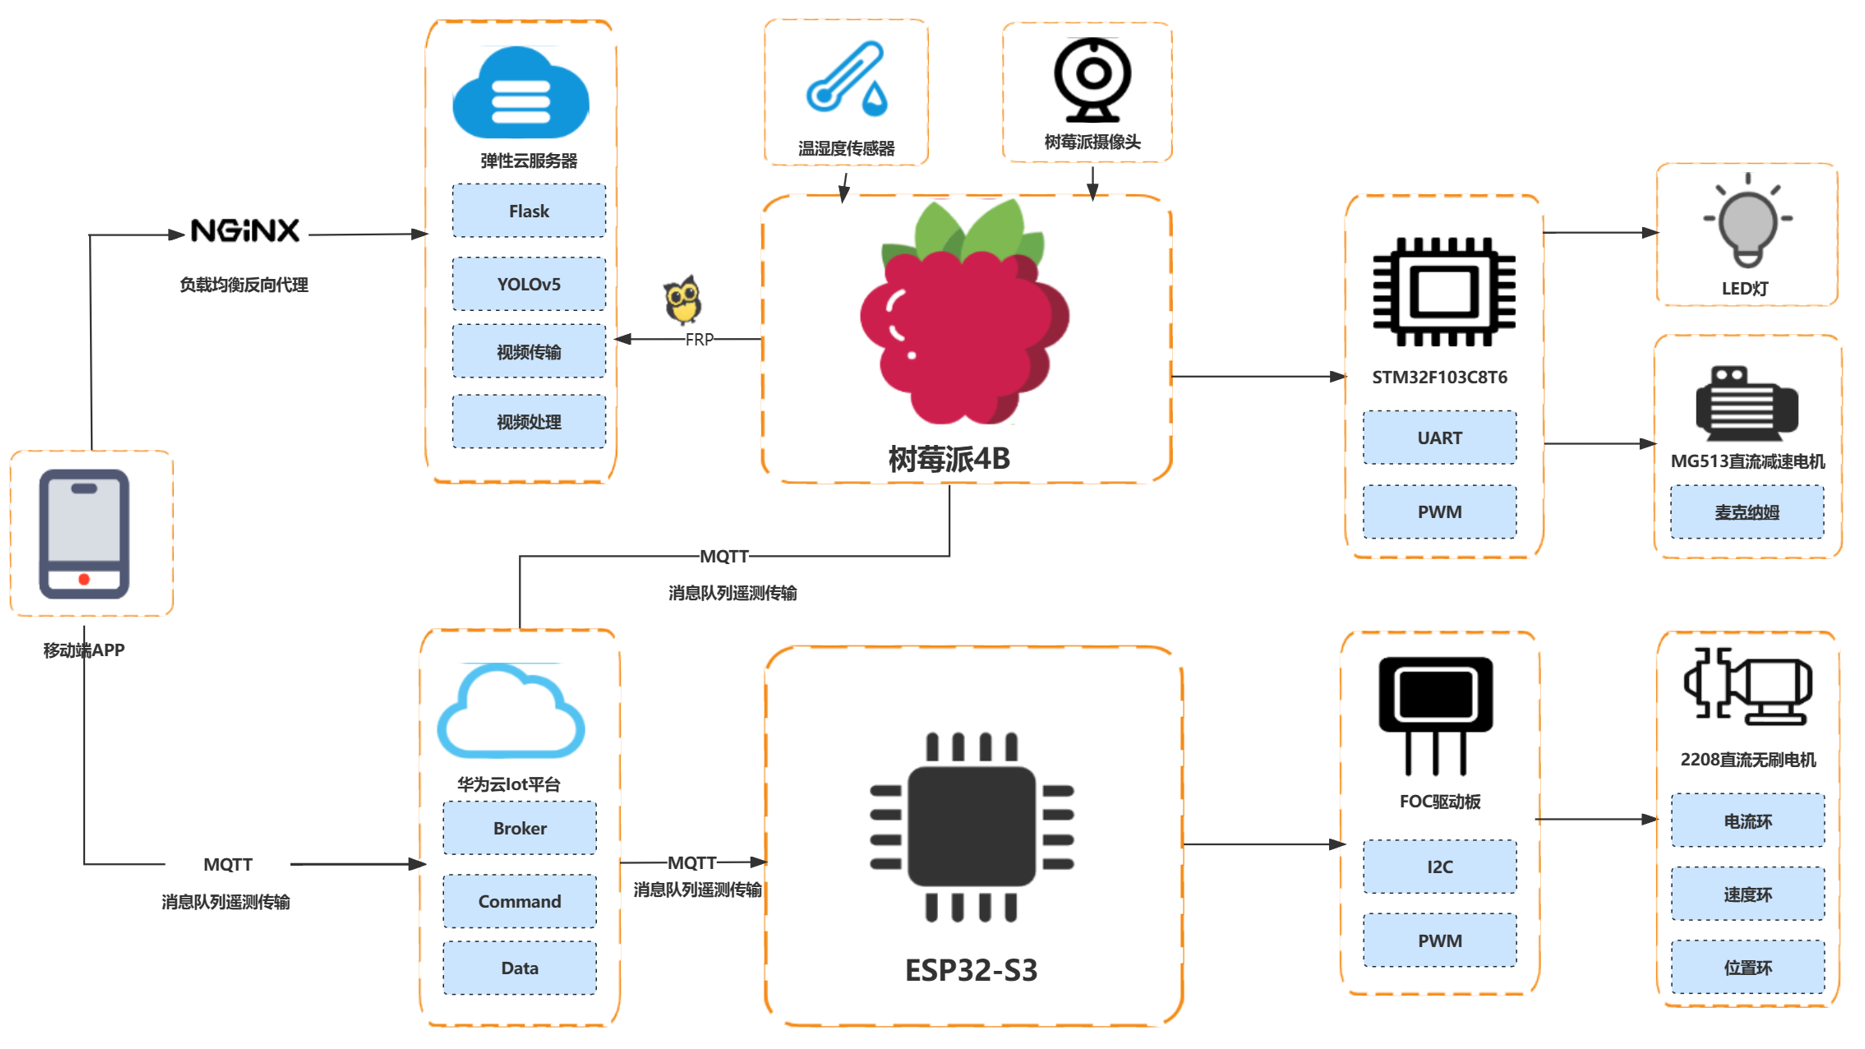 弹性云服务器
Flask
YOLOv5
视频传输
视频处理
温湿度传感器
树莓派摄像头
NGiNX
负载均衡反向代理
FRP
树莓派4B
STM32F103C8T6
UART
PWM
LED灯
MG513直流减速电机
麦克纳姆
移动端APP
MQTT
消息队列遥测传输
MQTT
消息队列遥测传输
华为云Iot平台
Broker
Command
Data
MQTT
消息队列遥测传输
ESP32-S3
FOC驱动板
I2C
PWM
2208直流无刷电机
电流环
速度环
位置环